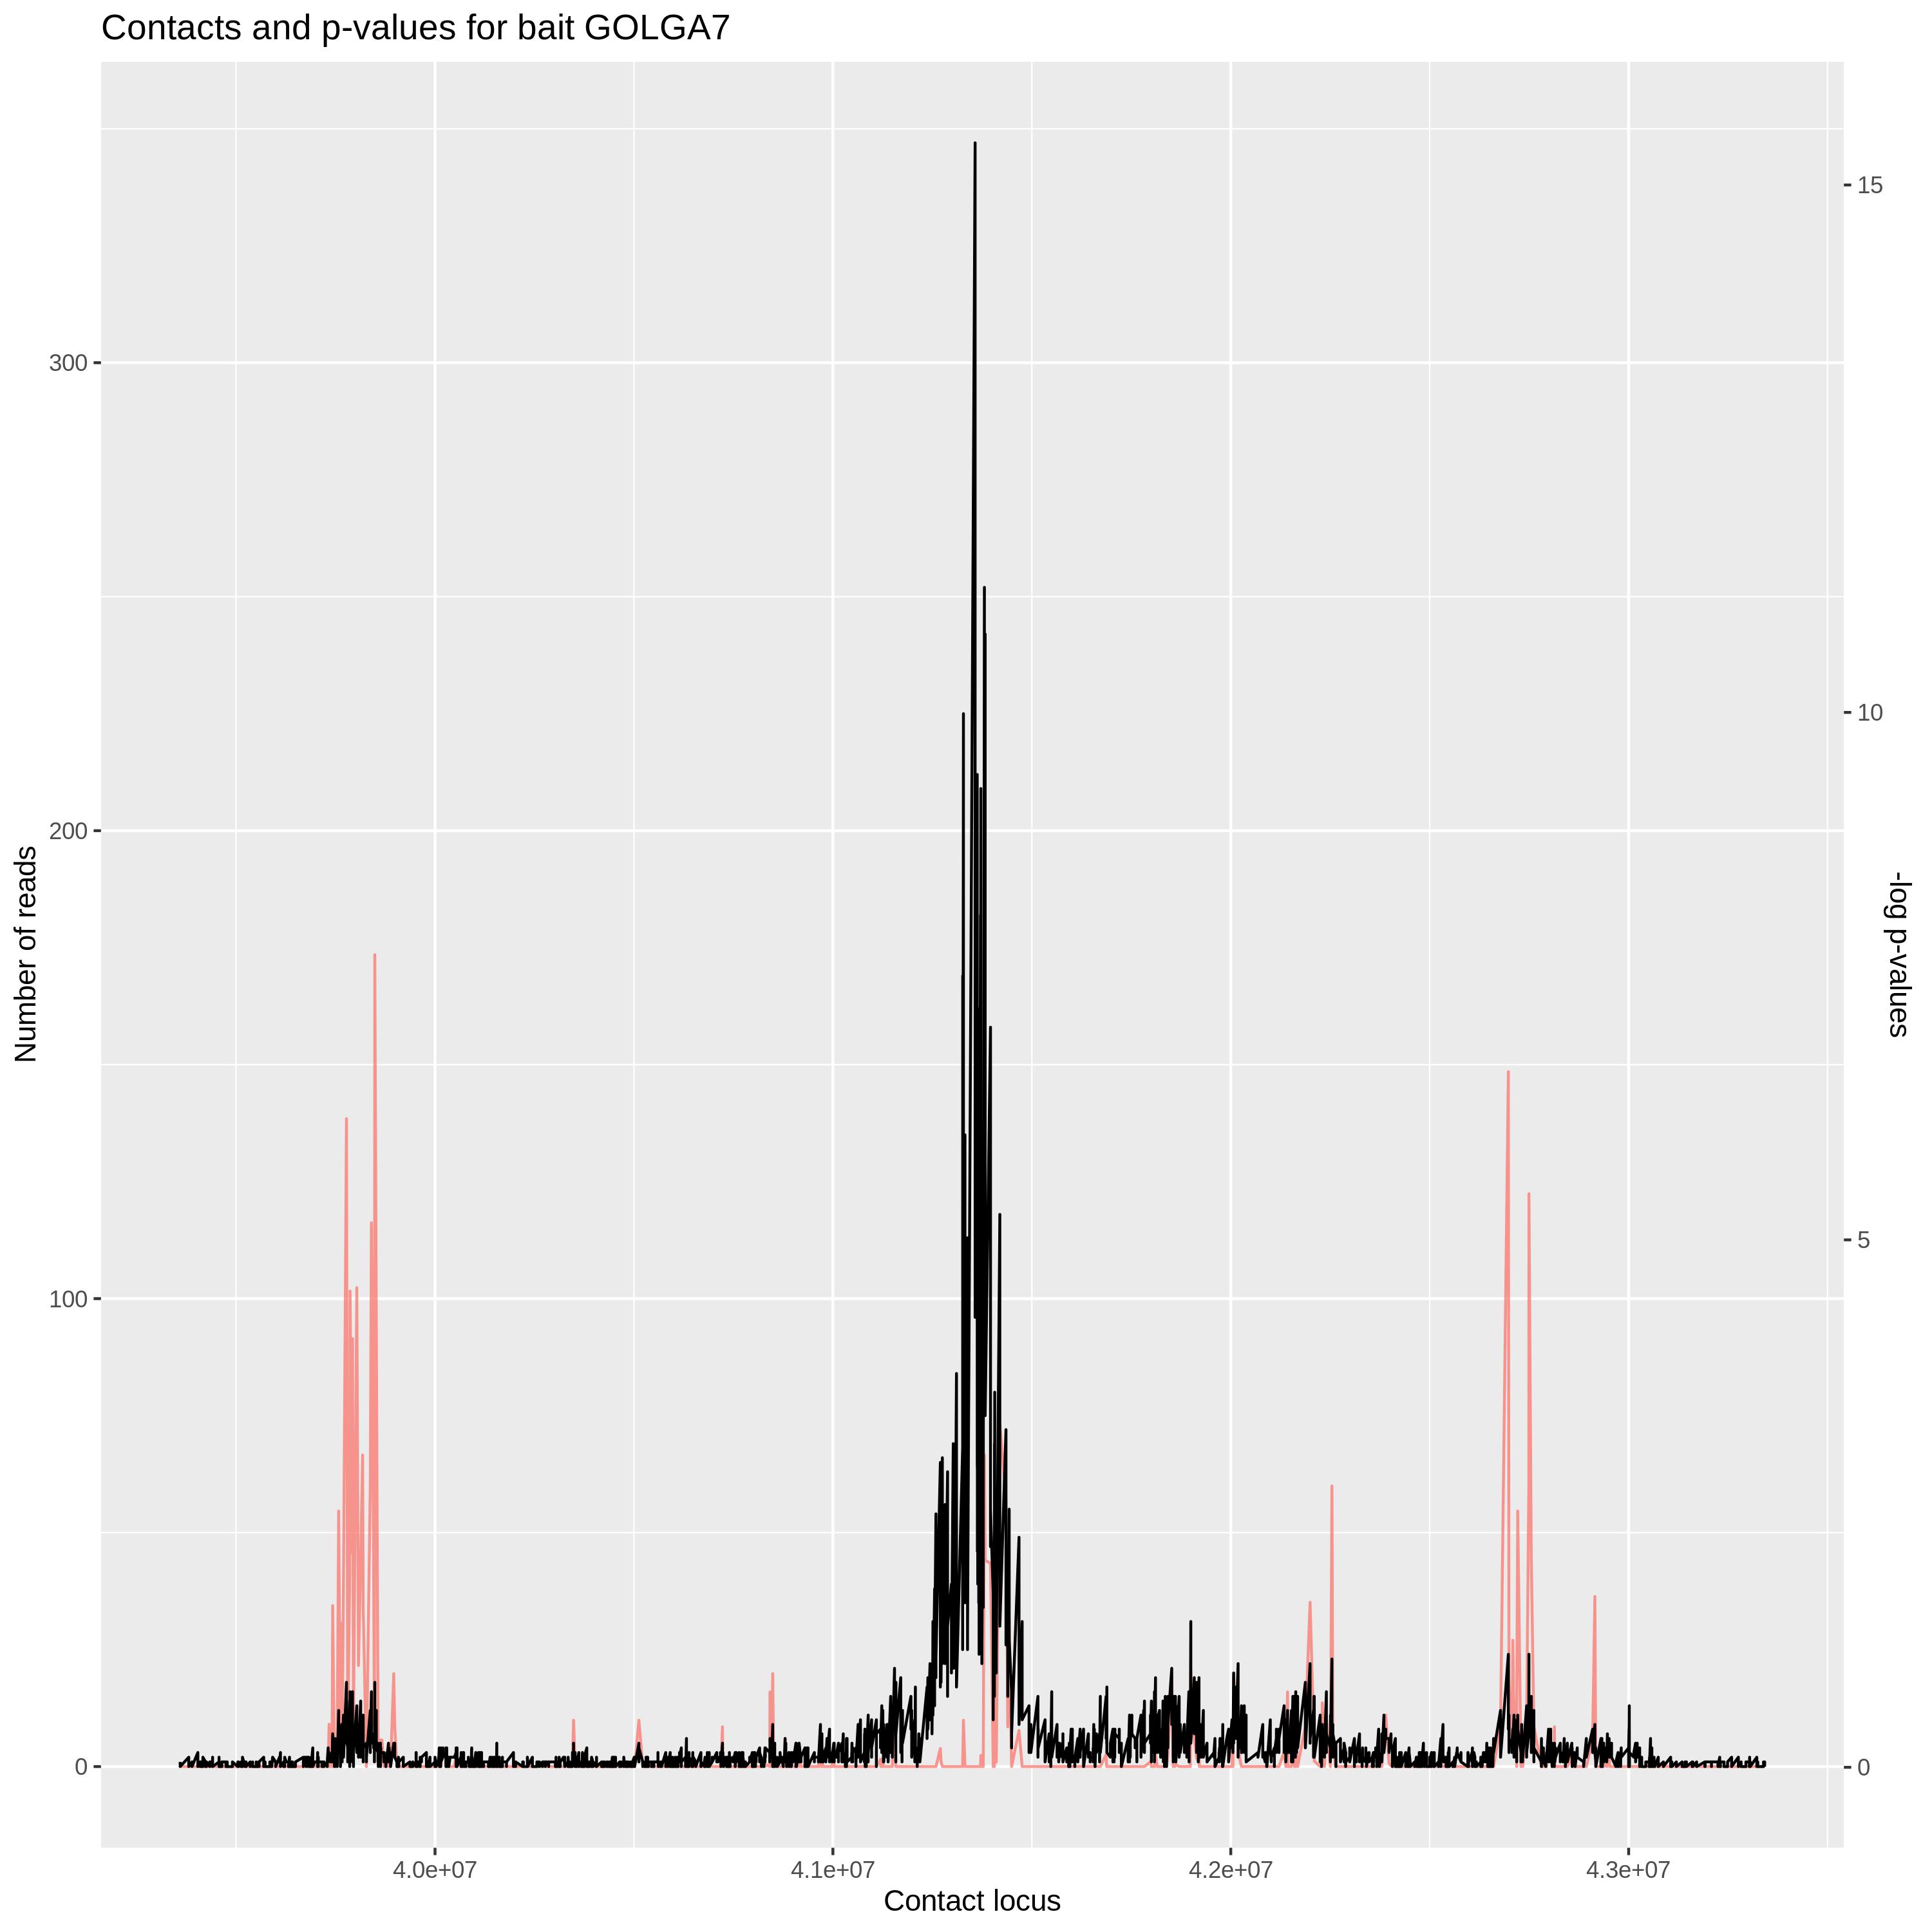 Contacts and p-values for bait GOLGA7
300
200
100
0
Number of reads
15
10
5
0
-log p-values
4.0e+07
4.1e+07
4.2e+07
4.3e+07
Contact locus